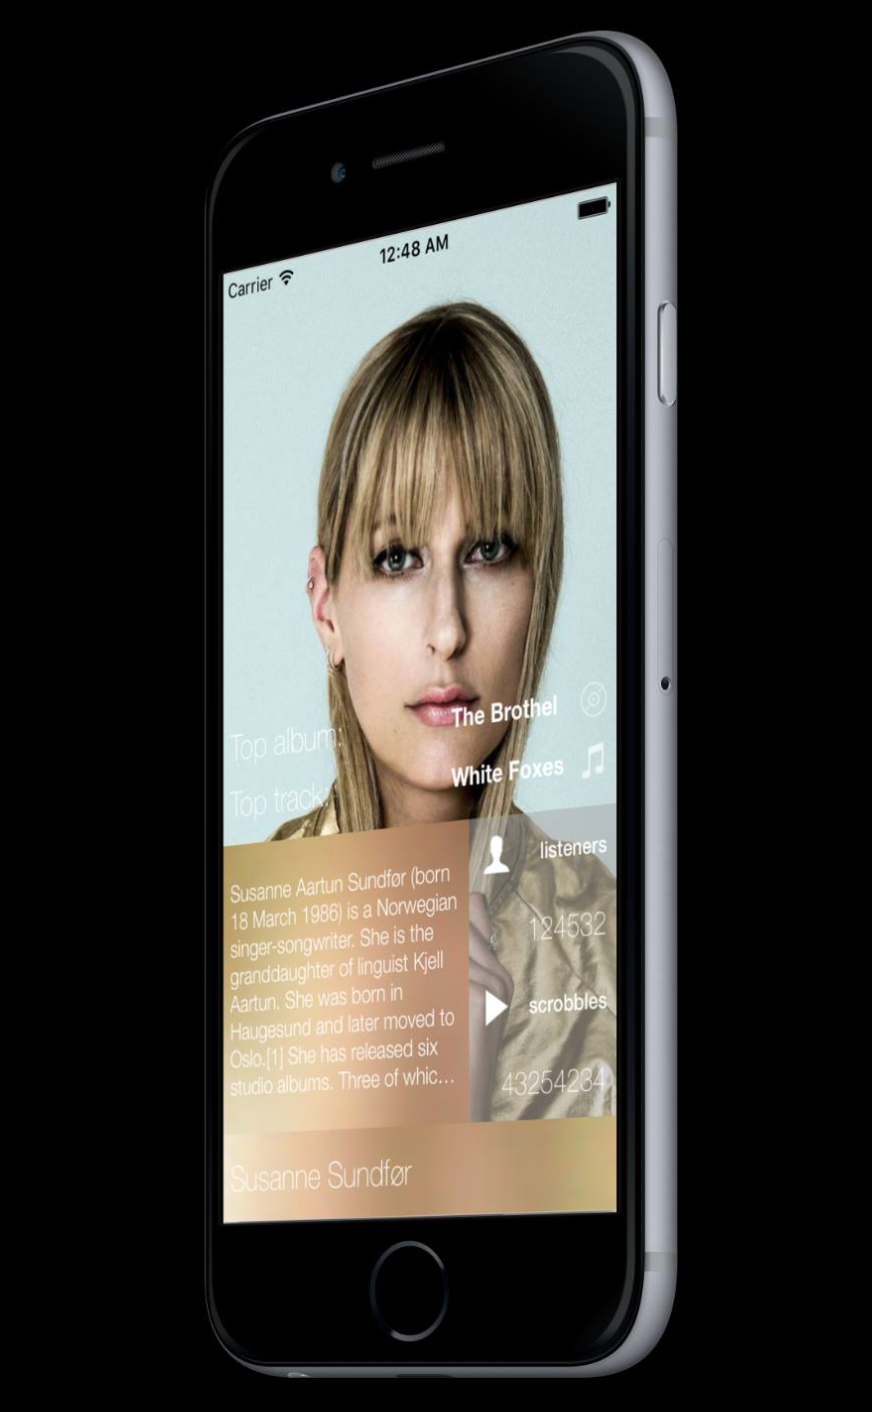 Carrier
12:48 AM
Top album: The Brothel
Top track: White Foxes
Susanne Aartun Sundfør (born
18 March 1986) is a Norwegian
singer-songwriter. She is the
granddaughter of linguist Kjell
Aartun. She was born in
Haugesund and later moved to
Oslo.[1] She has released six
studio albums. Three of whic...
listeners
124532
scrobbles
43254234
Susanne Sundfør